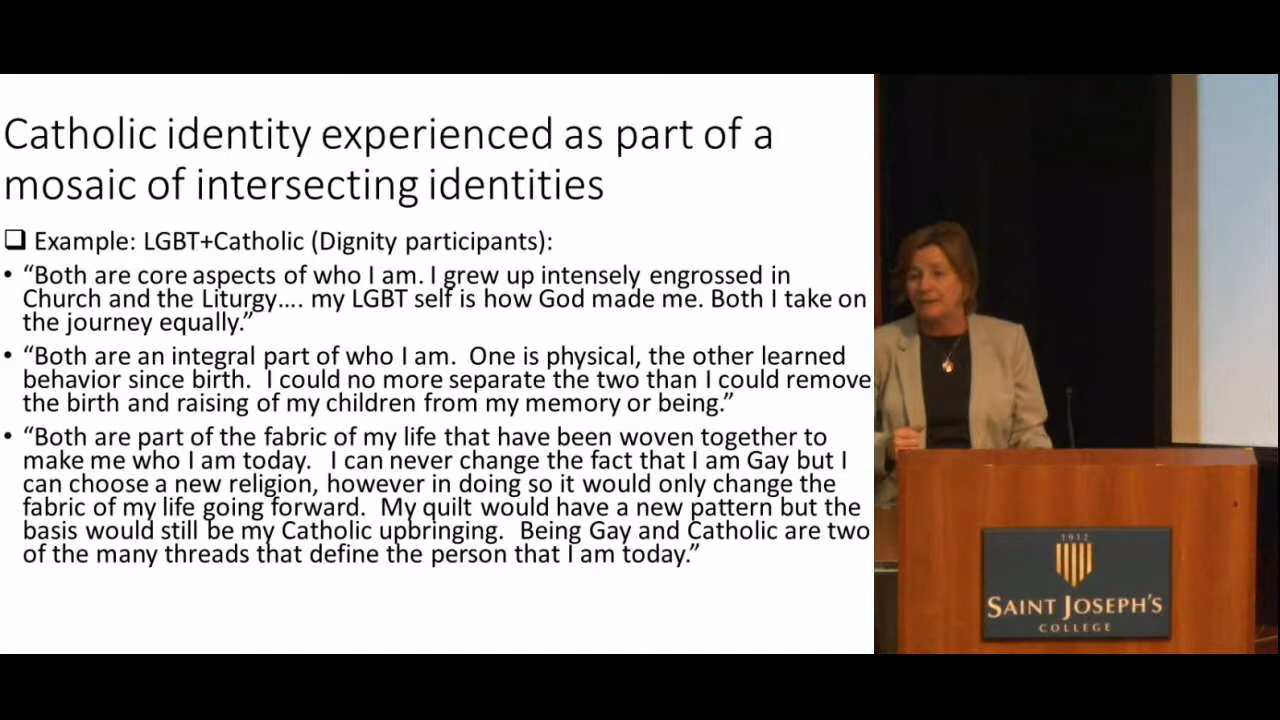 Catholic identity experienced as part of a
mosaic of intersecting identities
❑ Example: LGBT+Catholic (Dignity participants):
• “Both are core aspects of who I am. I grew up intensely engrossed in
Church and the Liturgy…. my LGBT self is how God made me. Both I take on
the journey equally.”
• “Both are an integral part of who I am.  One is physical, the other learned
behavior since birth.  I could no more separate the two than I could remove
the birth and raising of my children from my memory or being.”
• “Both are part of the fabric of my life that have been woven together to
make me who I am today.   I can never change the fact that I am Gay but I
can choose a new religion, however in doing so it would only change the
fabric of my life going forward.  My quilt would have a new pattern but the
basis would still be my Catholic upbringing.  Being Gay and Catholic are two
of the many threads that define the person that I am today.”
1912
SAINT JOSEPH'S
COLLEGE